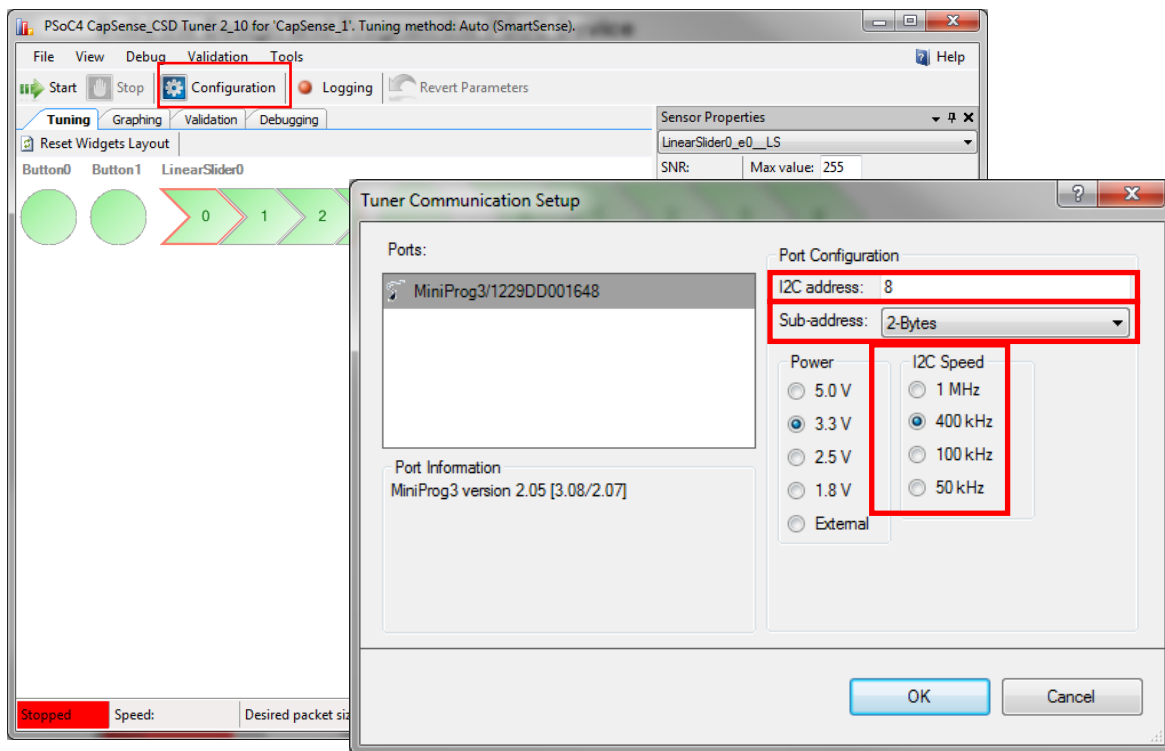 PSoC4 CapSense_CSD Tuner 2_10 for 'CapSense_1'. Tuning method: Auto (SmartSense).
File View Debug Validation Tools Help
Start Stop Configuration Logging Revert Parameters
Tuning Graphing Validation Debugging
Sensor Properties
Reset Widgets Layout
LinearSlider0_e0__LS
Button0 Button1 LinearSlider0
SNR: Max value: 255
0 1 2
Tuner Communication Setup
Ports:
MiniProg3/1229DD001648
Port Information
MiniProg3 version 2.05 [3.08/2.07]
Port Configuration
I2C address: 8
Sub-address: 2-Bytes
Power I2C Speed
5.0 V 1 MHz
3.3 V 400 kHz
2.5 V 100 kHz
1.8 V 50 kHz
External
OK Cancel
Stopped Speed: Desired packet siz